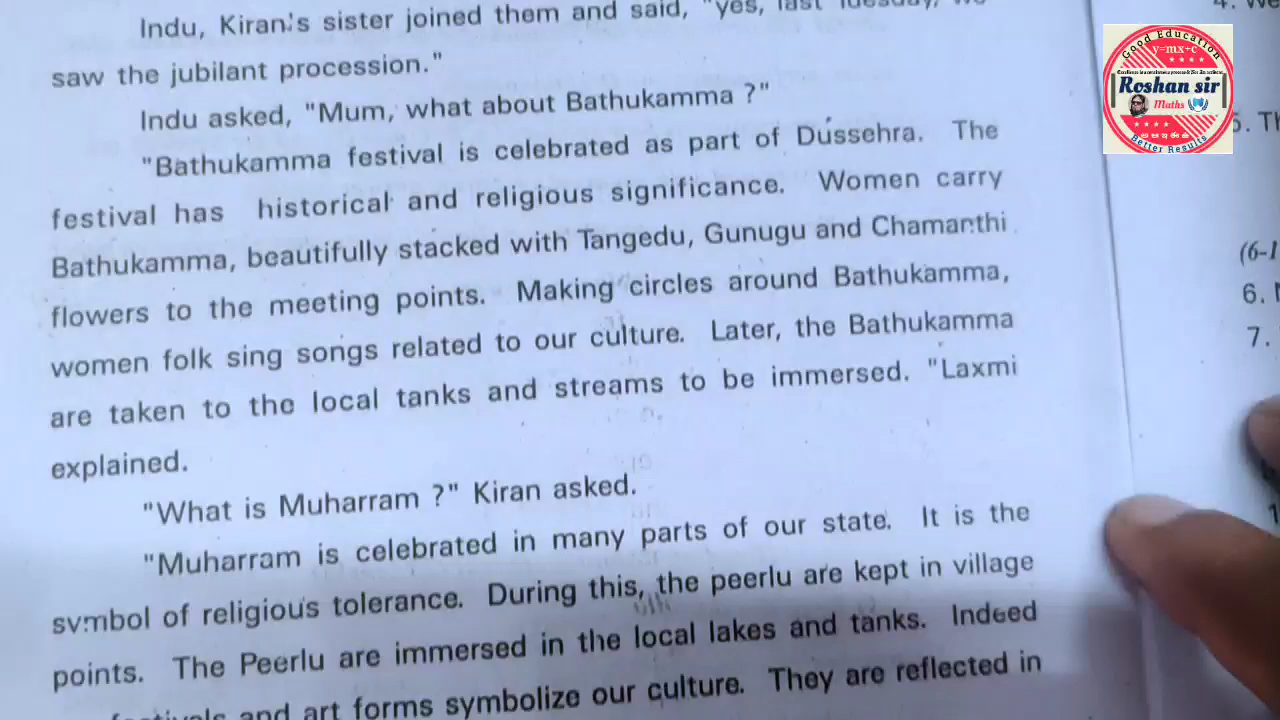 Indu, Kiran's sister joined them and said, "yes, last Tuesday, we
saw the jubilant procession."
Indu asked, "Mum, what about Bathukamma ?"
"Bathukamma festival is celebrated as part of Dussehra. The
festival has historical and religious significance. Women carry
Bathukamma, beautifully stacked with Tangedu, Gunugu and Chamanthi
flowers to the meeting points. Making circles around Bathukamma,
women folk sing songs related to our culture. Later, the Bathukamma
are taken to the local tanks and streams to be immersed. "Laxmi
explained.
"What is Muharram ?" Kiran asked.
"Muharram is celebrated in many parts of our state. It is the
symbol of religious tolerance. During this, the peerlu are kept in village
points. The Peerlu are immersed in the local lakes and tanks. Indeed
and art forms symbolize our culture. They are reflected in
4. We
5. Th
(6-1
6.
7.
Good Education
y=mx+c
Roshan sir
Maths
Better Results